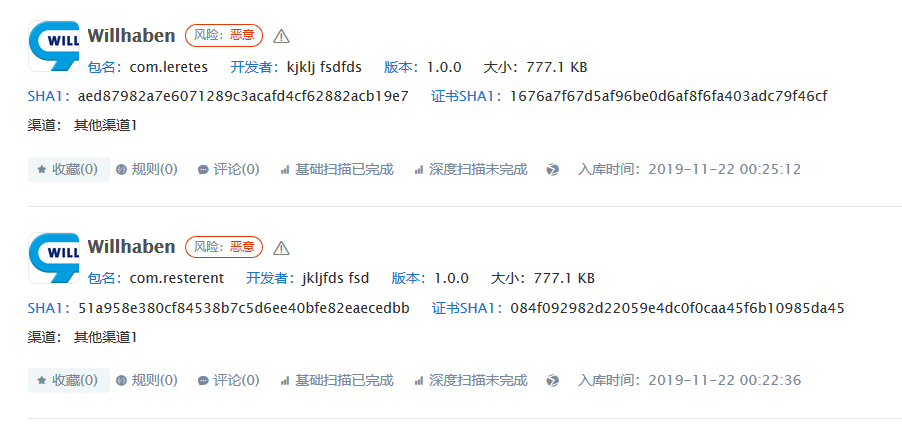 WILL Willhaben 风险：恶意
包名：com.leretes 开发者：kjklj fsdfds 版本：1.0.0 大小：777.1 KB
SHA1：aed87982a7e6071289c3acafd4cf62882acb19e7 证书SHA1：1676a7f67d5af96be0d6af8f6fa403adc79f46cf
渠道： 其他渠道1
收藏(0) 规则(0) 评论(0) 基础扫描已完成 深度扫描未完成 入库时间：2019-11-22 00:25:12
WILL Willhaben 风险：恶意
包名：com.resterent 开发者：jkljfds fsd 版本：1.0.0 大小：777.1 KB
SHA1：51a958e380cf84538b7c5d6ee40bfe82eaecedbb 证书SHA1：084f092982d22059e4dc0f0caa45f6b10985da45
渠道： 其他渠道1
收藏(0) 规则(0) 评论(0) 基础扫描已完成 深度扫描未完成 入库时间：2019-11-22 00:22:36